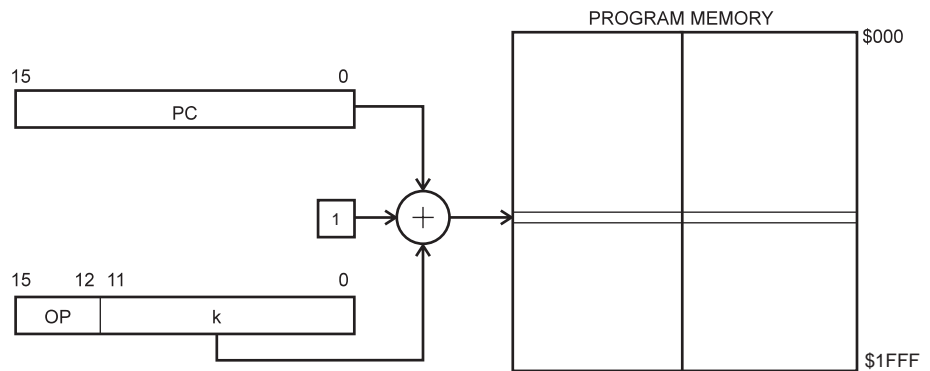 PROGRAM MEMORY
$000
15 0
PC
1
+
15 12 11 0
OP k
$1FFF